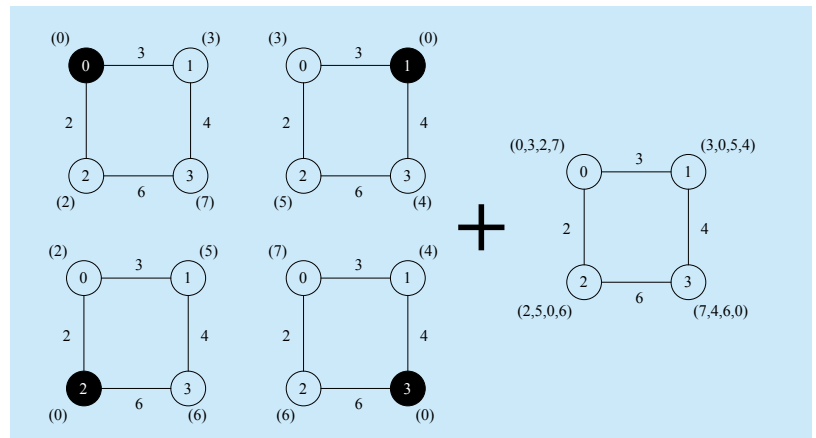 (0) 3 (3)
0 1
2 4
2 6 3
(2) (7)
(3) 3 (0)
0 1
2 4
2 6 3
(5) (4)
(2) 3 (5)
0 1
2 4
2 6 3
(0) (6)
(7) 3 (4)
0 1
2 4
2 6 3
(6) (0)
+
(0,3,2,7) 3 (3,0,5,4)
0 1
2 4
2 6 3
(2,5,0,6) (7,4,6,0)